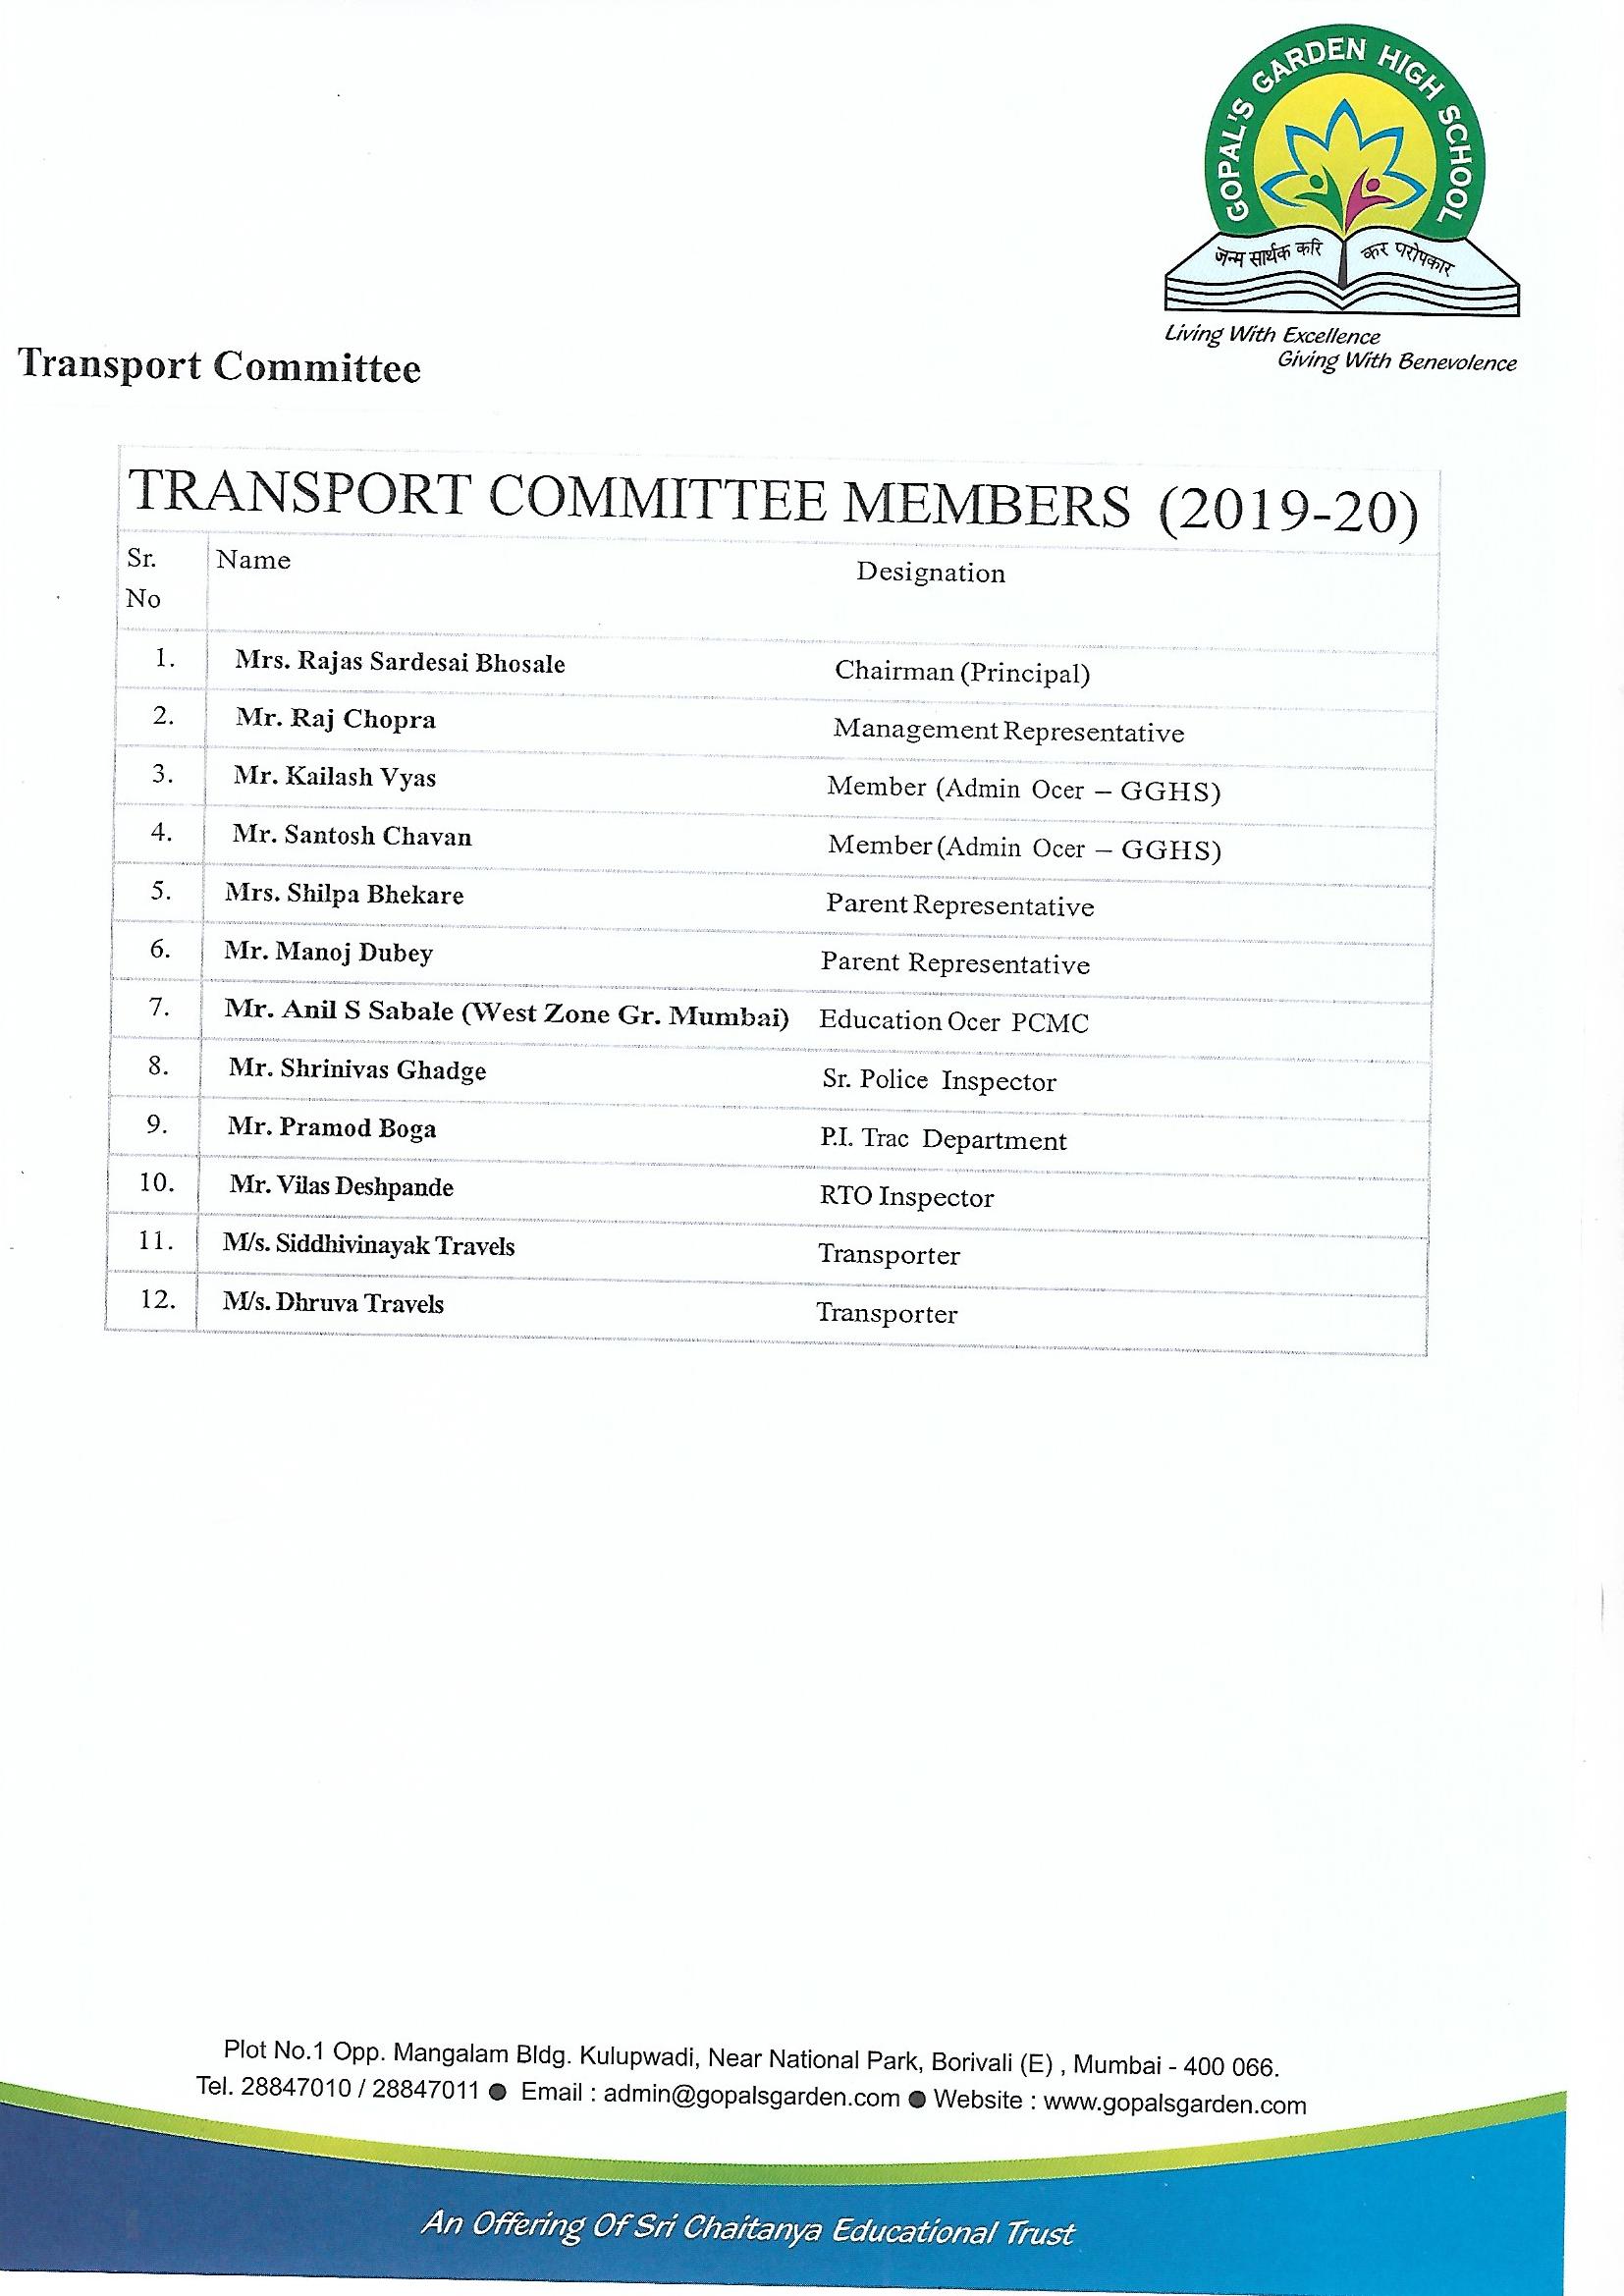 GOPAL'S GARDEN HIGH SCHOOL
जन्म सार्थक करि कर परोपकार
Living With Excellence
Giving With Benevolence
Transport Committee
TRANSPORT COMMITTEE MEMBERS (2019-20)
Sr. No Name Designation
1. Mrs. Rajas Sardesai Bhosale Chairman (Principal)
2. Mr. Raj Chopra Management Representative
3. Mr. Kailash Vyas Member (Admin Ocer – GGHS)
4. Mr. Santosh Chavan Member (Admin Ocer – GGHS)
5. Mrs. Shilpa Bhekare Parent Representative
6. Mr. Manoj Dubey Parent Representative
7. Mr. Anil S Sabale (West Zone Gr. Mumbai) Education Ocer PCMC
8. Mr. Shrinivas Ghadge Sr. Police Inspector
9. Mr. Pramod Boga P.I. Trac Department
10. Mr. Vilas Deshpande RTO Inspector
11. M/s. Siddhivinayak Travels Transporter
12. M/s. Dhruva Travels Transporter
Plot No.1 Opp. Mangalam Bldg. Kulupwadi, Near National Park, Borivali (E) , Mumbai - 400 066.
Tel. 28847010 / 28847011 ● Email : admin@gopalsgarden.com ● Website : www.gopalsgarden.com
An Offering Of Sri Chaitanya Educational Trust